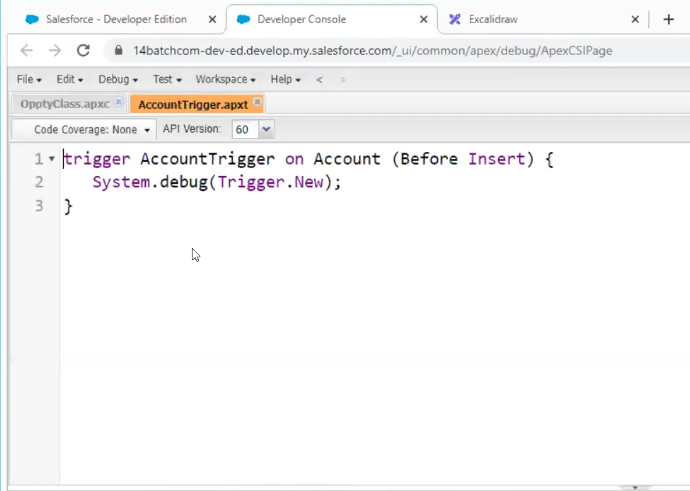 Salesforce - Developer Edition
Developer Console
Excalidraw
14batchcom-dev-ed.develop.my.salesforce.com/_ui/common/apex/debug/ApexCSIPage
File Edit Debug Test Workspace Help < >
OpptyClass.apxc AccountTrigger.apxt
Code Coverage: None API Version: 60
1 trigger AccountTrigger on Account (Before Insert) {
2 System.debug(Trigger.New);
3 }